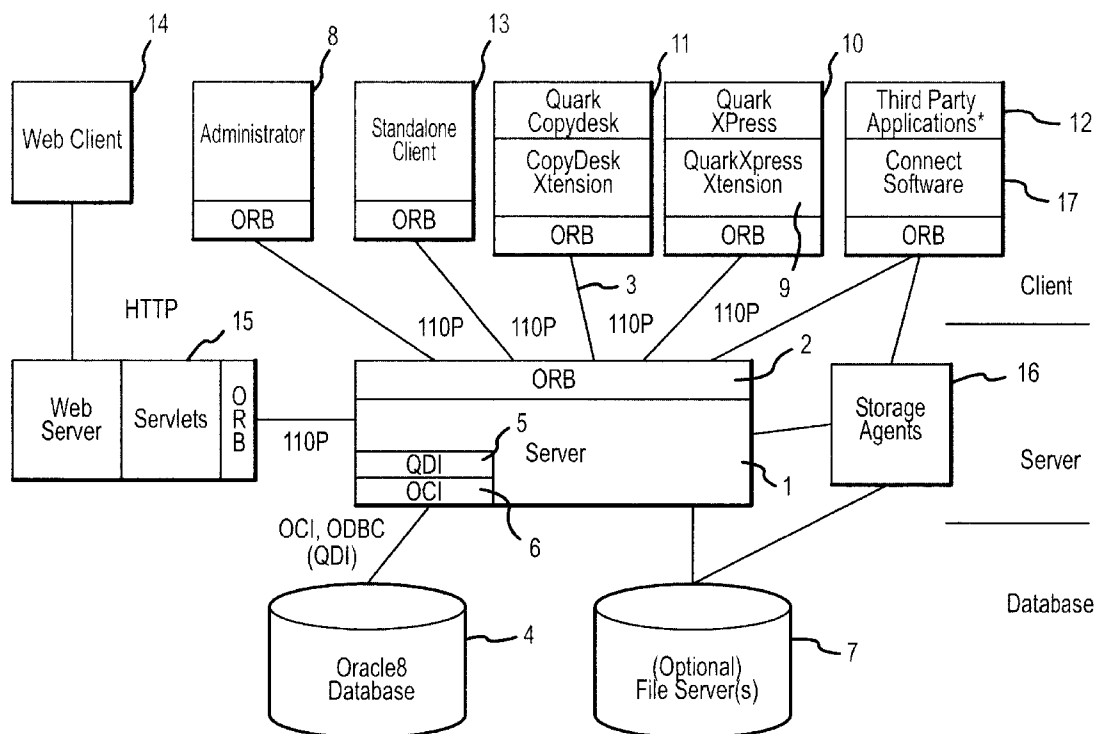 14
8
13
11
10
Web Client
Administrator
ORB
Standalone
Client
ORB
Quark
Copydesk
CopyDesk
Xtension
ORB
Quark
XPress
QuarkXpress
Xtension
ORB
Third Party
Applications*
Connect
Software
ORB
12
17
9
3
Client
HTTP
110P
110P
110P
110P
15
2
16
Web
Server
Servlets
ORB
110P
ORB
5
Server
QDI
OCI
1
6
Storage
Agents
Server
OCI, ODBC
(QDI)
Database
Oracle8
Database
4
(Optional)
File Server(s)
7